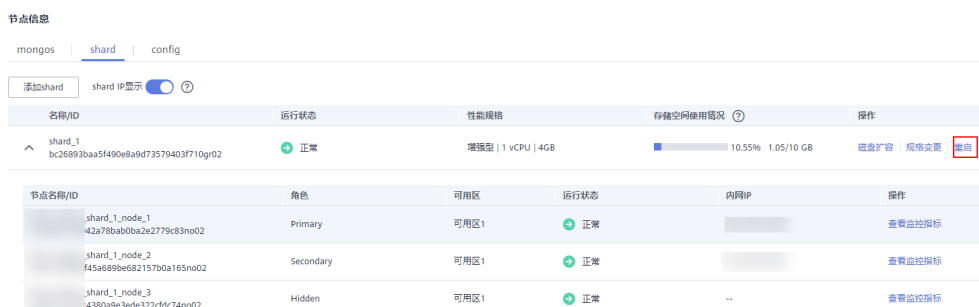 节点信息
mongos shard config
添加shard shard IP显示
名称/ID 运行状态 性能规格 存储空间使用情况 操作
shard_1
bc26893baa5f490e8a9d73579403f710gr02
正常 增强型 | 1 vCPU | 4GB 10.55% 1.05/10 GB 磁盘扩容 规格变更 重启
节点名称/ID 角色 可用区 运行状态 内网IP 操作
_shard_1_node_1
42a78bab0ba2e2779c83no02
Primary 可用区1 正常 查看监控指标
_shard_1_node_2
f45a689be682157b0a165no02
Secondary 可用区1 正常 查看监控指标
_shard_1_node_3
4380a9e3ede322cfdc74no02
Hidden 可用区1 正常 -- 查看监控指标